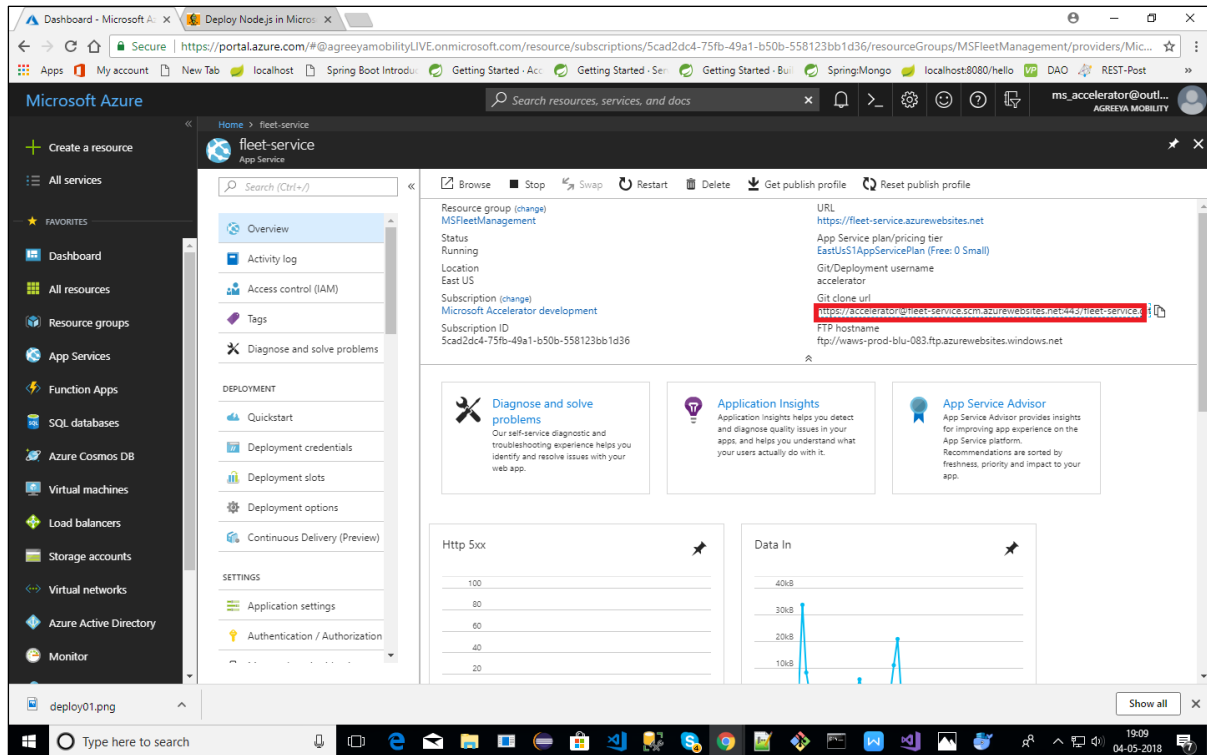 Dashboard - Microsoft A
Deploy Node.js in Micros
Secure
https://portal.azure.com/#@agreeyamobilityLIVE.onmicrosoft.com/resource/subscriptions/5cad2dc4-75fb-49a1-b50b-558123bb1d36/resourceGroups/MSFleetManagement/providers/Mic...
Apps
My account
New Tab
localhost
Spring Boot Introdu
Getting Started · Acc
Getting Started · Ser
Getting Started · Buil
Spring:Mongo
localhost:8080/hello
VP
DAO
REST-Post
»
Microsoft Azure
Search resources, services, and docs
ms_accelerator@outl...
AGREEYA MOBILITY
Create a resource
All services
FAVORITES
Dashboard
All resources
Resource groups
App Services
Function Apps
SQL databases
Azure Cosmos DB
Virtual machines
Load balancers
Storage accounts
Virtual networks
Azure Active Directory
Monitor
Home > fleet-service
fleet-service
App Service
Search (Ctrl+/)
Overview
Activity log
Access control (IAM)
Tags
Diagnose and solve problems
DEPLOYMENT
Quickstart
Deployment credentials
Deployment slots
Deployment options
Continuous Delivery (Preview)
SETTINGS
Application settings
Authentication / Authorization
Browse
Stop
Swap
Restart
Delete
Get publish profile
Reset publish profile
Resource group (change)
MSFleetManagement
Status
Running
Location
East US
Subscription (change)
Microsoft Accelerator development
Subscription ID
5cad2dc4-75fb-49a1-b50b-558123bb1d36
URL
https://fleet-service.azurewebsites.net
App Service plan/pricing tier
EastUsS1AppServicePlan (Free: 0 Small)
Git/Deployment username
accelerator
Git clone url
https://accelerator@fleet-service.scm.azurewebsites.net:443/fleet-service.git
FTP hostname
ftp://waws-prod-blu-083.ftp.azurewebsites.windows.net
Diagnose and solve
problems
Our self-service diagnostic and
troubleshooting experience helps you
identify and resolve issues with your
web app.
Application Insights
Application Insights helps you detect
and diagnose quality issues in your
apps, and helps you understand what
your users actually do with it.
App Service Advisor
App Service Advisor provides insights
for improving app experience on the
App Service platform.
Recommendations are sorted by
freshness, priority and impact to your
app.
Http 5xx
100
80
60
40
20
Data In
40kB
30kB
20kB
10kB
deploy01.png
Show all
Type here to search
19:09
04-05-2018